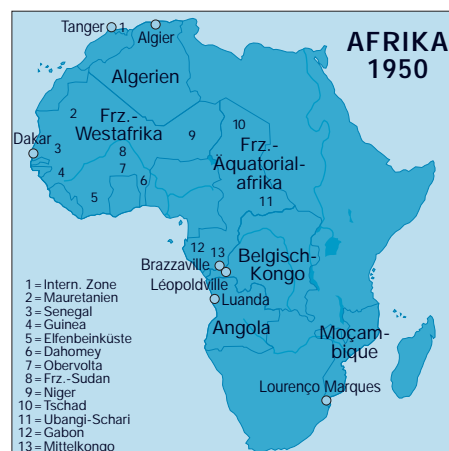 AFRIKA
1950
Tanger
1
Algier
Algerien
2
Frz.-
Westafrika
9
10
Frz.-
Äquatorial-
afrika
Dakar
3
8
7
4
6
5
11
12
13
Brazzaville
Belgisch-
Kongo
Léopoldville
Luanda
Angola
Moçam-
bique
Lourenço Marques
1 = Intern. Zone
2 = Mauretanien
3 = Senegal
4 = Guinea
5 = Elfenbeinküste
6 = Dahomey
7 = Obervolta
8 = Frz.-Sudan
9 = Niger
10 = Tschad
11 = Ubangi-Schari
12 = Gabon
13 = Mittelkongo